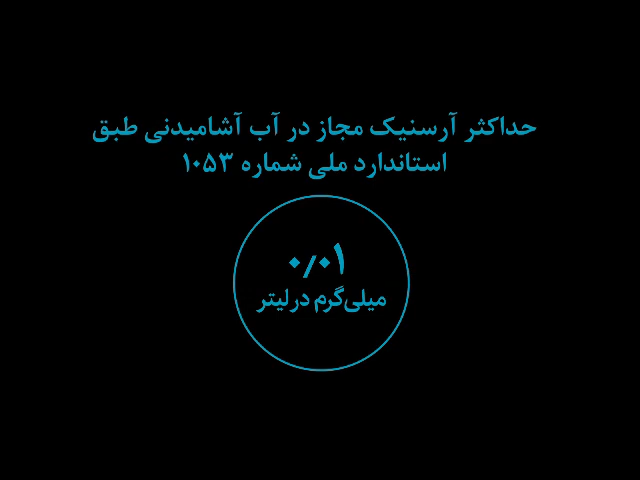 حداکثر آرسنیک مجاز در آب آشامیدنی طبق
استاندارد ملی شماره ۱۰۵۳
۰٫۰۱
میلی‌گرم در لیتر